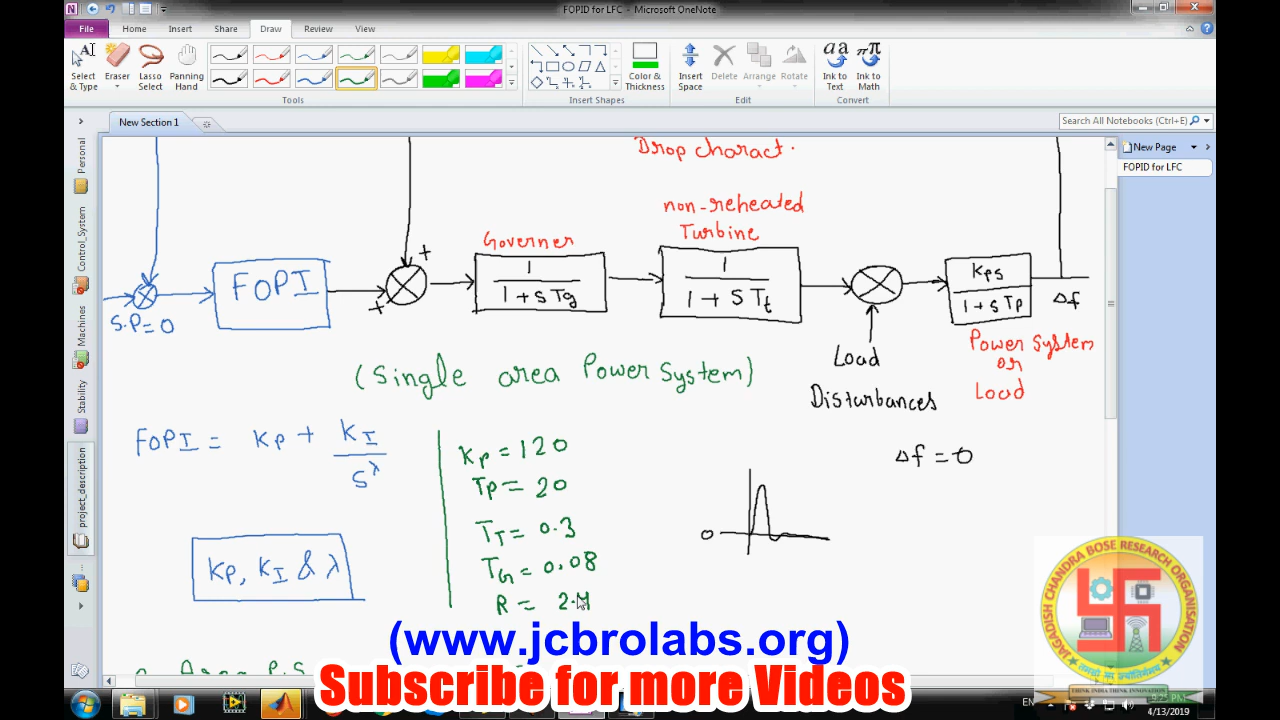 FOPID for LFC - Microsoft OneNote
File Home Insert Share Draw Review View
Select & Type
Eraser
Lasso Select
Panning Hand
Tools
Color & Thickness
Insert Shapes
Insert Space
Delete
Arrange
Rotate
Edit
Ink to Text
Ink to Math
Convert
New Section 1
Search All Notebooks (Ctrl+E)
New Page
FOPID for LFC
Personal
Control_System
Machines
Stability
project_description
Drop charact.
non-reheated
Turbine
Governer
+
+
S.P=0
FOPI
1
1+sTg
1
1+STt
Kps
1+sTp
Δf
Load
Disturbances
Power System
or
Load
(Single area Power System)
FOPI = Kp + KI / S^λ
Kp, KI & λ
Kp = 120
Tp = 20
TT = 0.3
TG = 0.08
R = 2.4
0
Δf = 0
JAGADISH CHANDRA BOSE RESEARCH ORGANISATION
THINK INDIA THINK INNOVATION
(www.jcbrolabs.org)
Subscribe for more Videos
EN
9:25 PM
4/13/2019